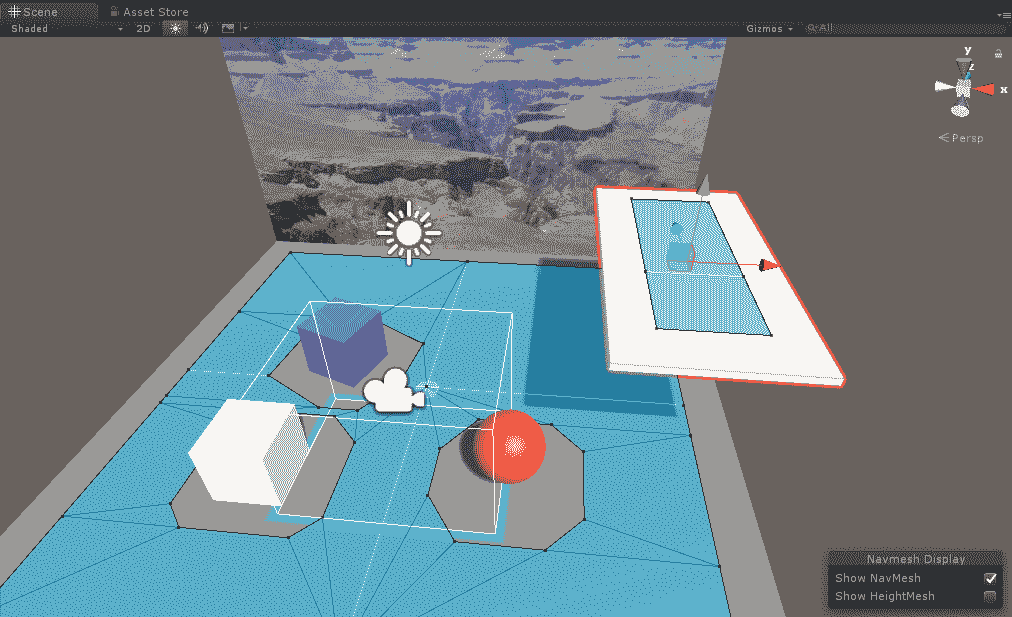 Scene Asset Store
Shaded 2D Gizmos All
y
z
x
Persp
Navmesh Display
Show NavMesh
Show HeightMesh